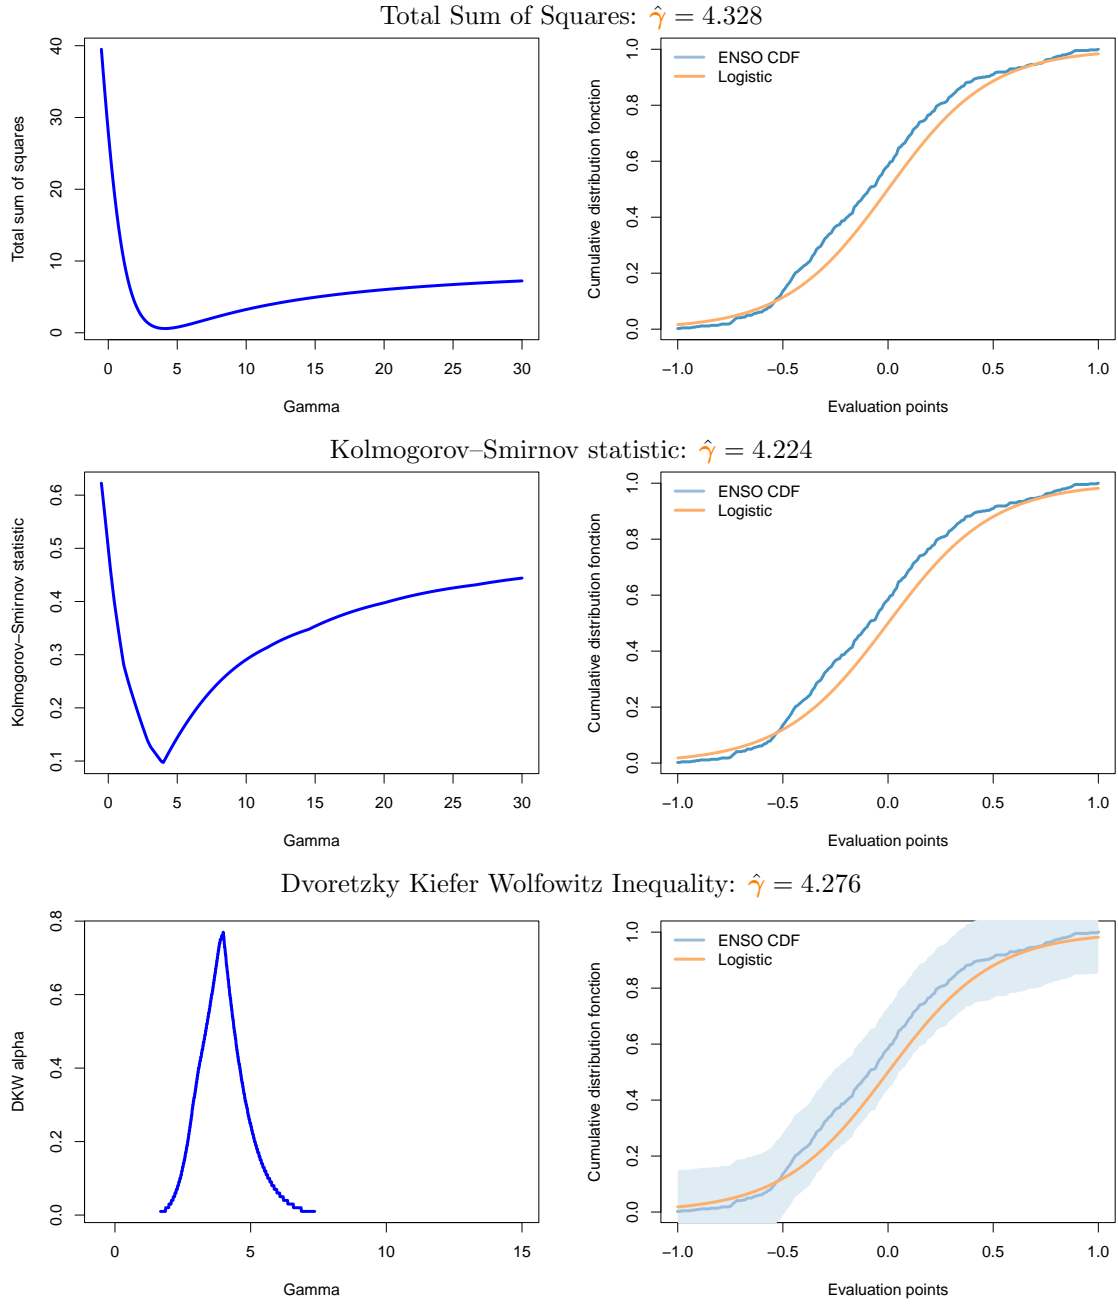 Total Sum of Squares: γ̂ = 4.328
Total sum of squares
0 10 20 30 40
0 5 10 15 20 25 30
Gamma
ENSO CDF
Logistic
Cumulative distribution fonction
0.0 0.2 0.4 0.6 0.8 1.0
−1.0 −0.5 0.0 0.5 1.0
Evaluation points
Kolmogorov–Smirnov statistic: γ̂ = 4.224
Kolmogorov–Smirnov statistic
0.1 0.2 0.3 0.4 0.5 0.6
0 5 10 15 20 25 30
Gamma
ENSO CDF
Logistic
Cumulative distribution fonction
0.0 0.2 0.4 0.6 0.8 1.0
−1.0 −0.5 0.0 0.5 1.0
Evaluation points
Dvoretzky Kiefer Wolfowitz Inequality: γ̂ = 4.276
DKW alpha
0.0 0.2 0.4 0.6 0.8
0 5 10 15
Gamma
ENSO CDF
Logistic
Cumulative distribution fonction
0.0 0.2 0.4 0.6 0.8 1.0
−1.0 −0.5 0.0 0.5 1.0
Evaluation points